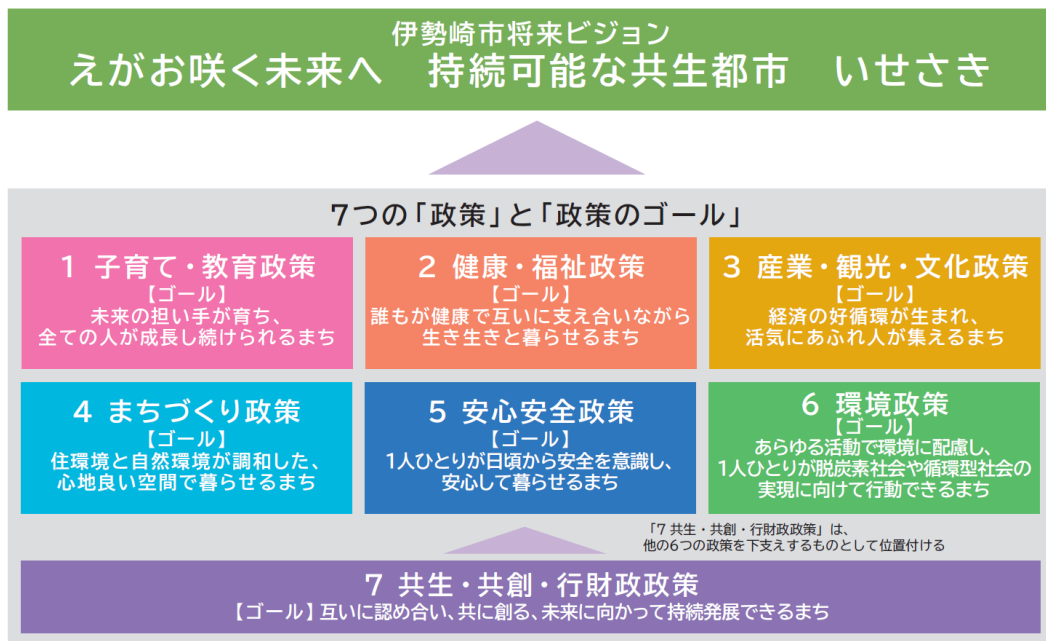 伊勢崎市将来ビジョン
えがお咲く未来へ　持続可能な共生都市　いせさき
7つの「政策」と「政策のゴール」
1 子育て・教育政策
【ゴール】
未来の担い手が育ち、
全ての人が成長し続けられるまち
2 健康・福祉政策
【ゴール】
誰もが健康で互いに支え合いながら
生き生きと暮らせるまち
3 産業・観光・文化政策
【ゴール】
経済の好循環が生まれ、
活気にあふれ人が集えるまち
4 まちづくり政策
【ゴール】
住環境と自然環境が調和した、
心地良い空間で暮らせるまち
5 安心安全政策
【ゴール】
1人ひとりが日頃から安全を意識し、
安心して暮らせるまち
6 環境政策
【ゴール】
あらゆる活動で環境に配慮し、
1人ひとりが脱炭素社会や循環型社会の
実現に向けて行動できるまち
「7 共生・共創・行財政政策」は、
他の6つの政策を下支えするものとして位置付ける
7 共生・共創・行財政政策
【ゴール】互いに認め合い、共に創る、未来に向かって持続発展できるまち